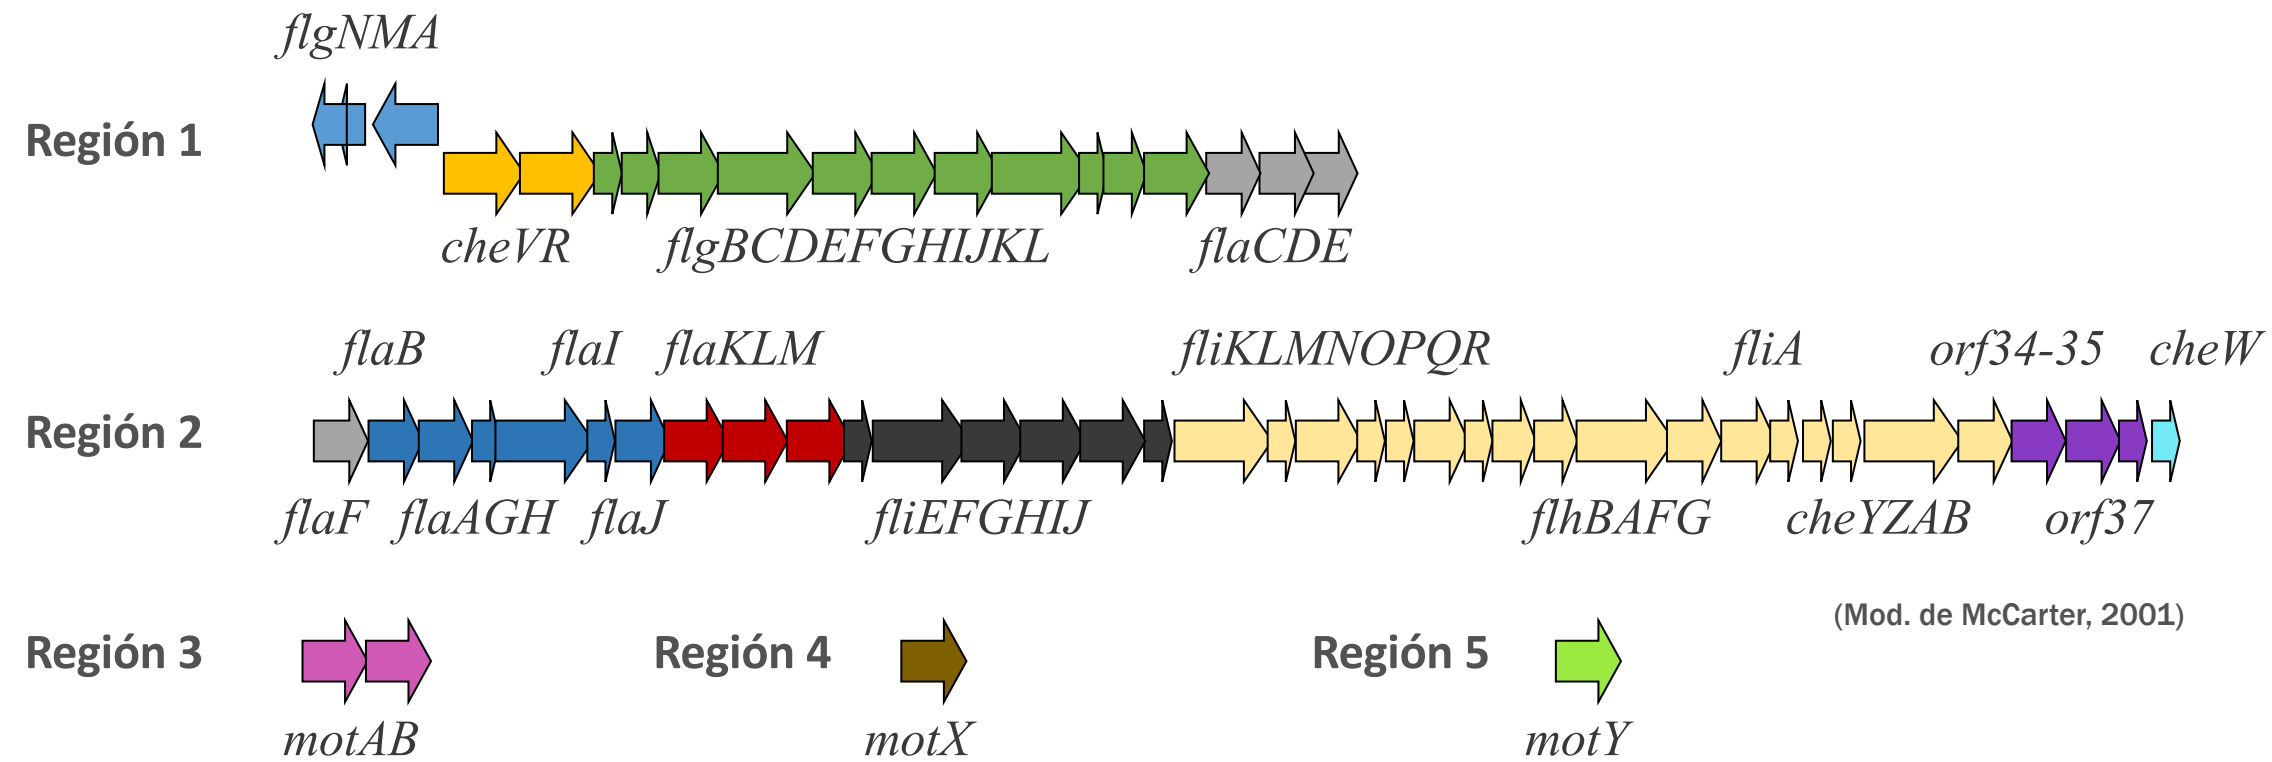 flgNMA
Región 1
cheVR flgBCDEFGHIJKL flaCDE
flaB flaI flaKLM fliKLMNOPQR fliA orf34-35 cheW
Región 2
flaF flaAGH flaJ fliEFGHIJ flhBAFG cheYZAB orf37
(Mod. de McCarter, 2001)
Región 3 Región 4 Región 5
motAB motX motY